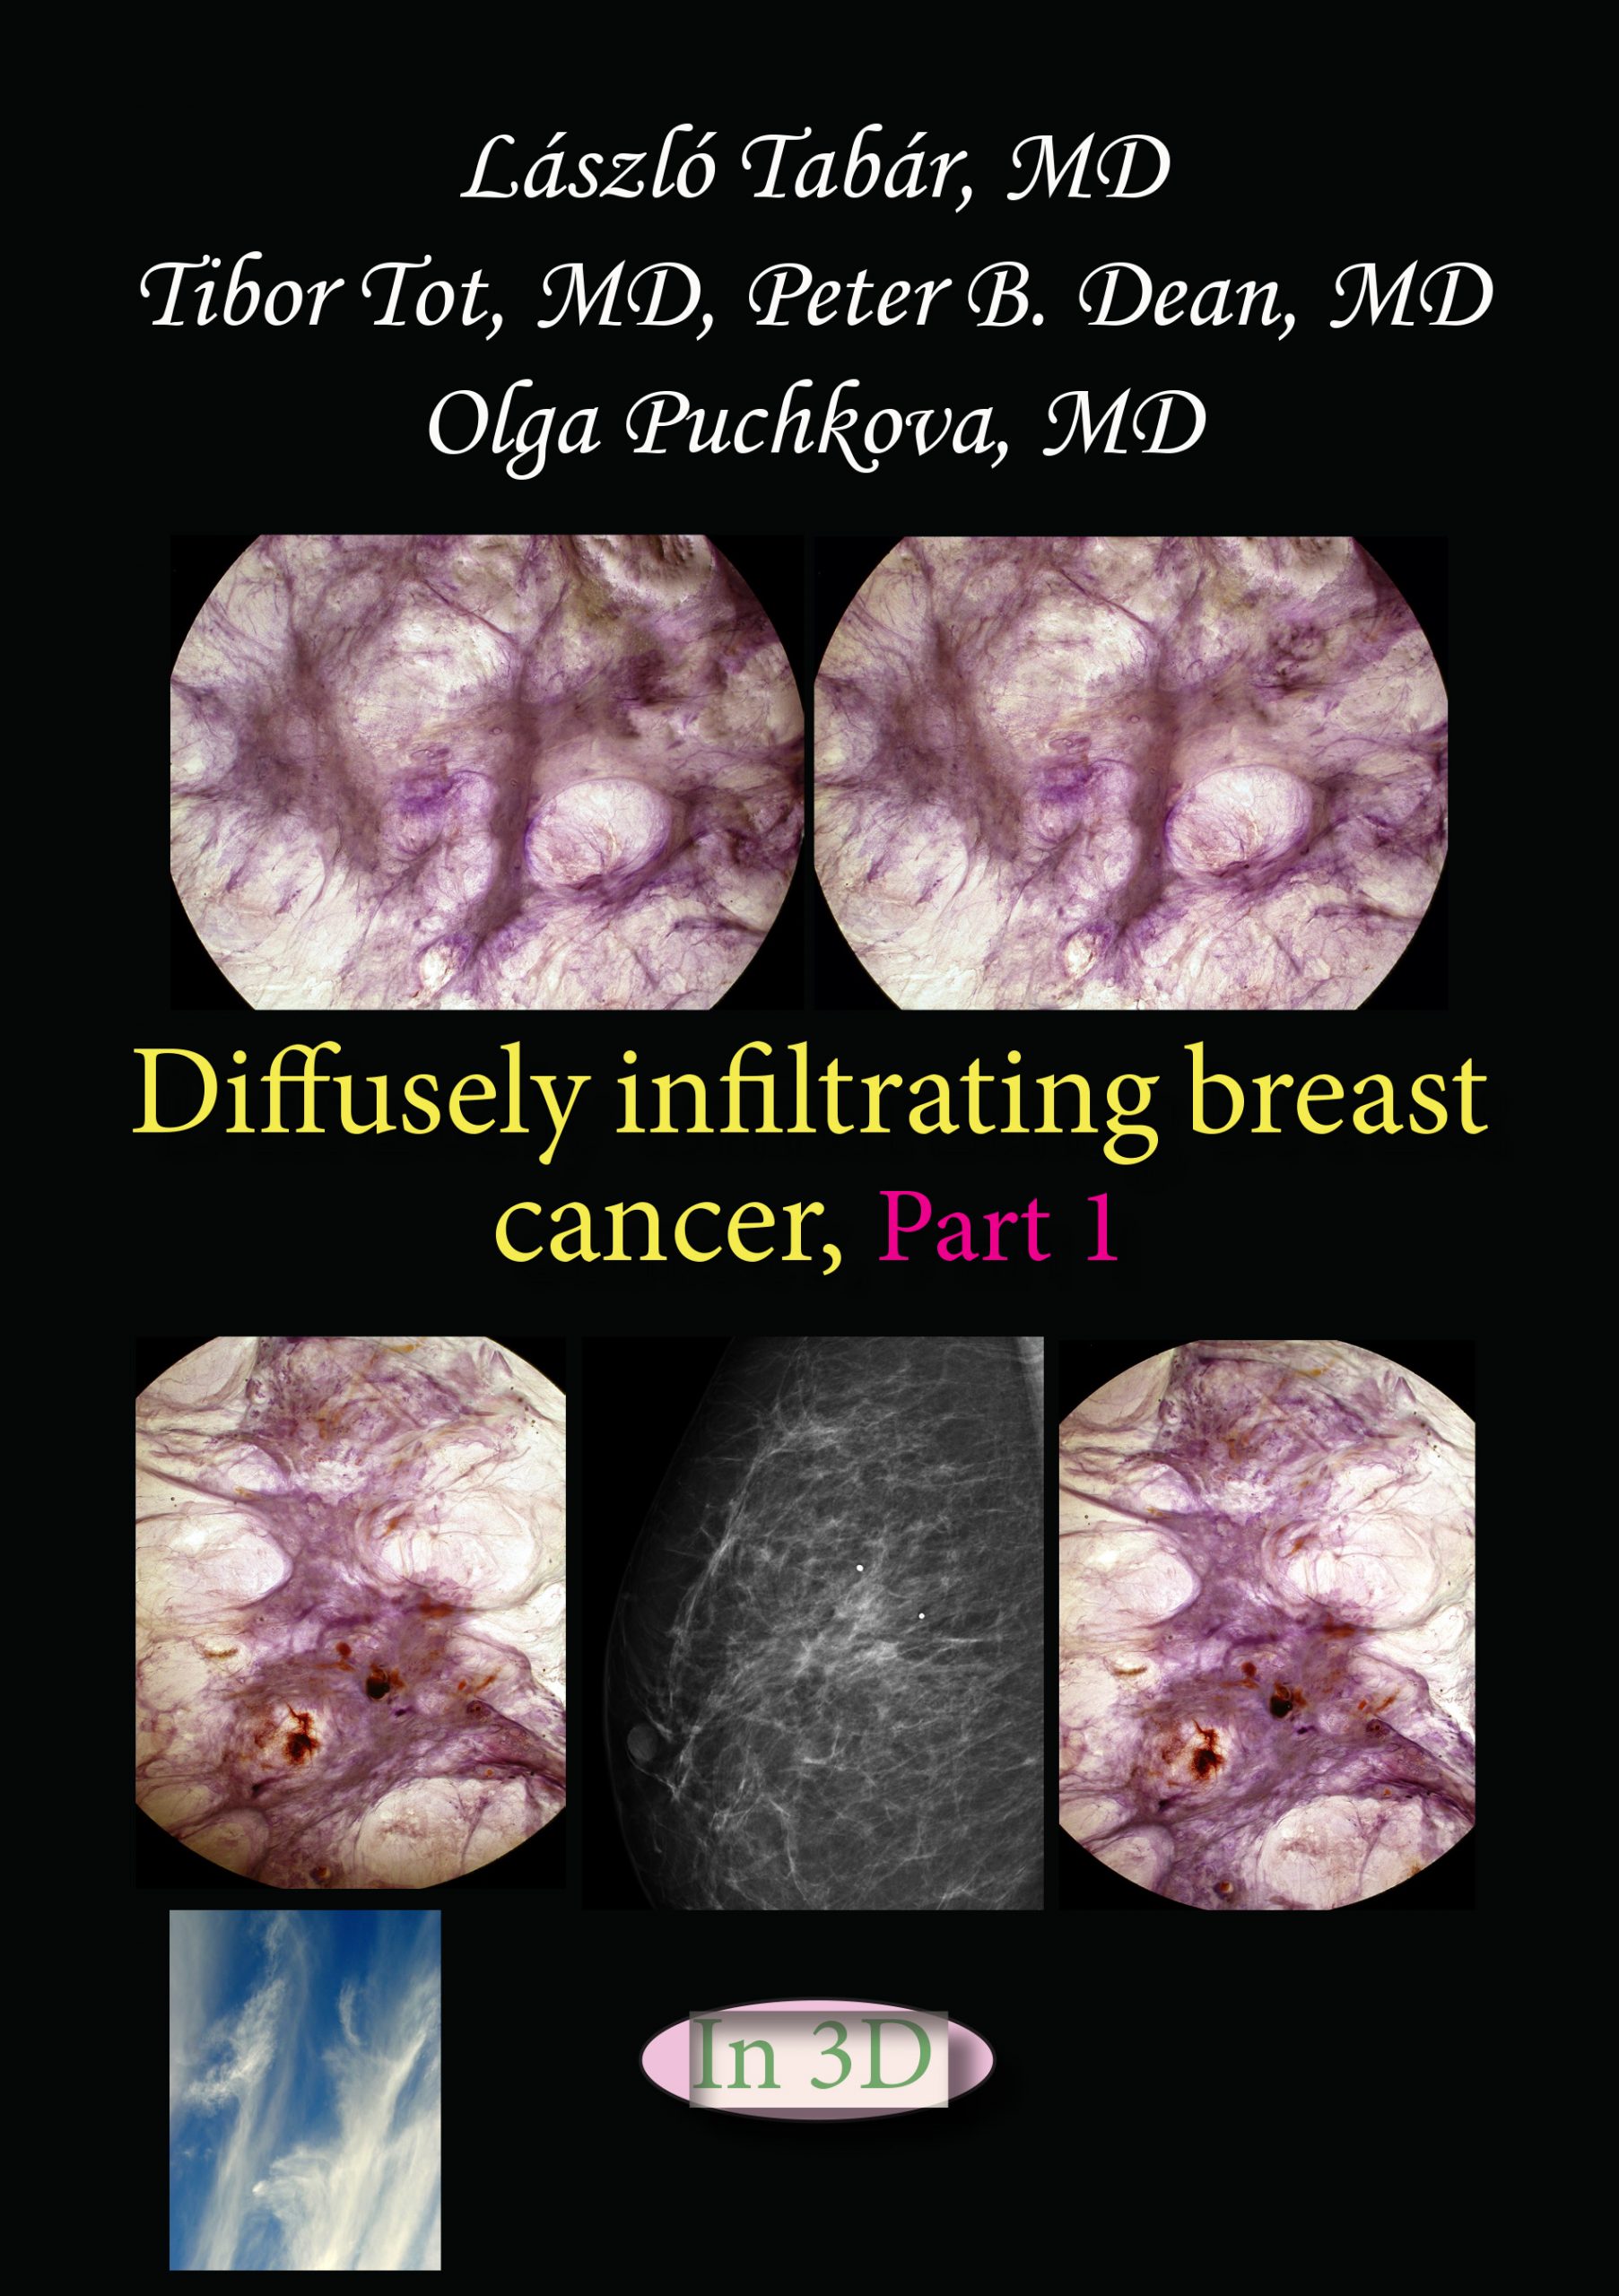 László Tabár, MD
Tibor Tot, MD, Peter B. Dean, MD
Olga Puchkova, MD
Diffusely infiltrating breast
cancer, Part 1
In 3D